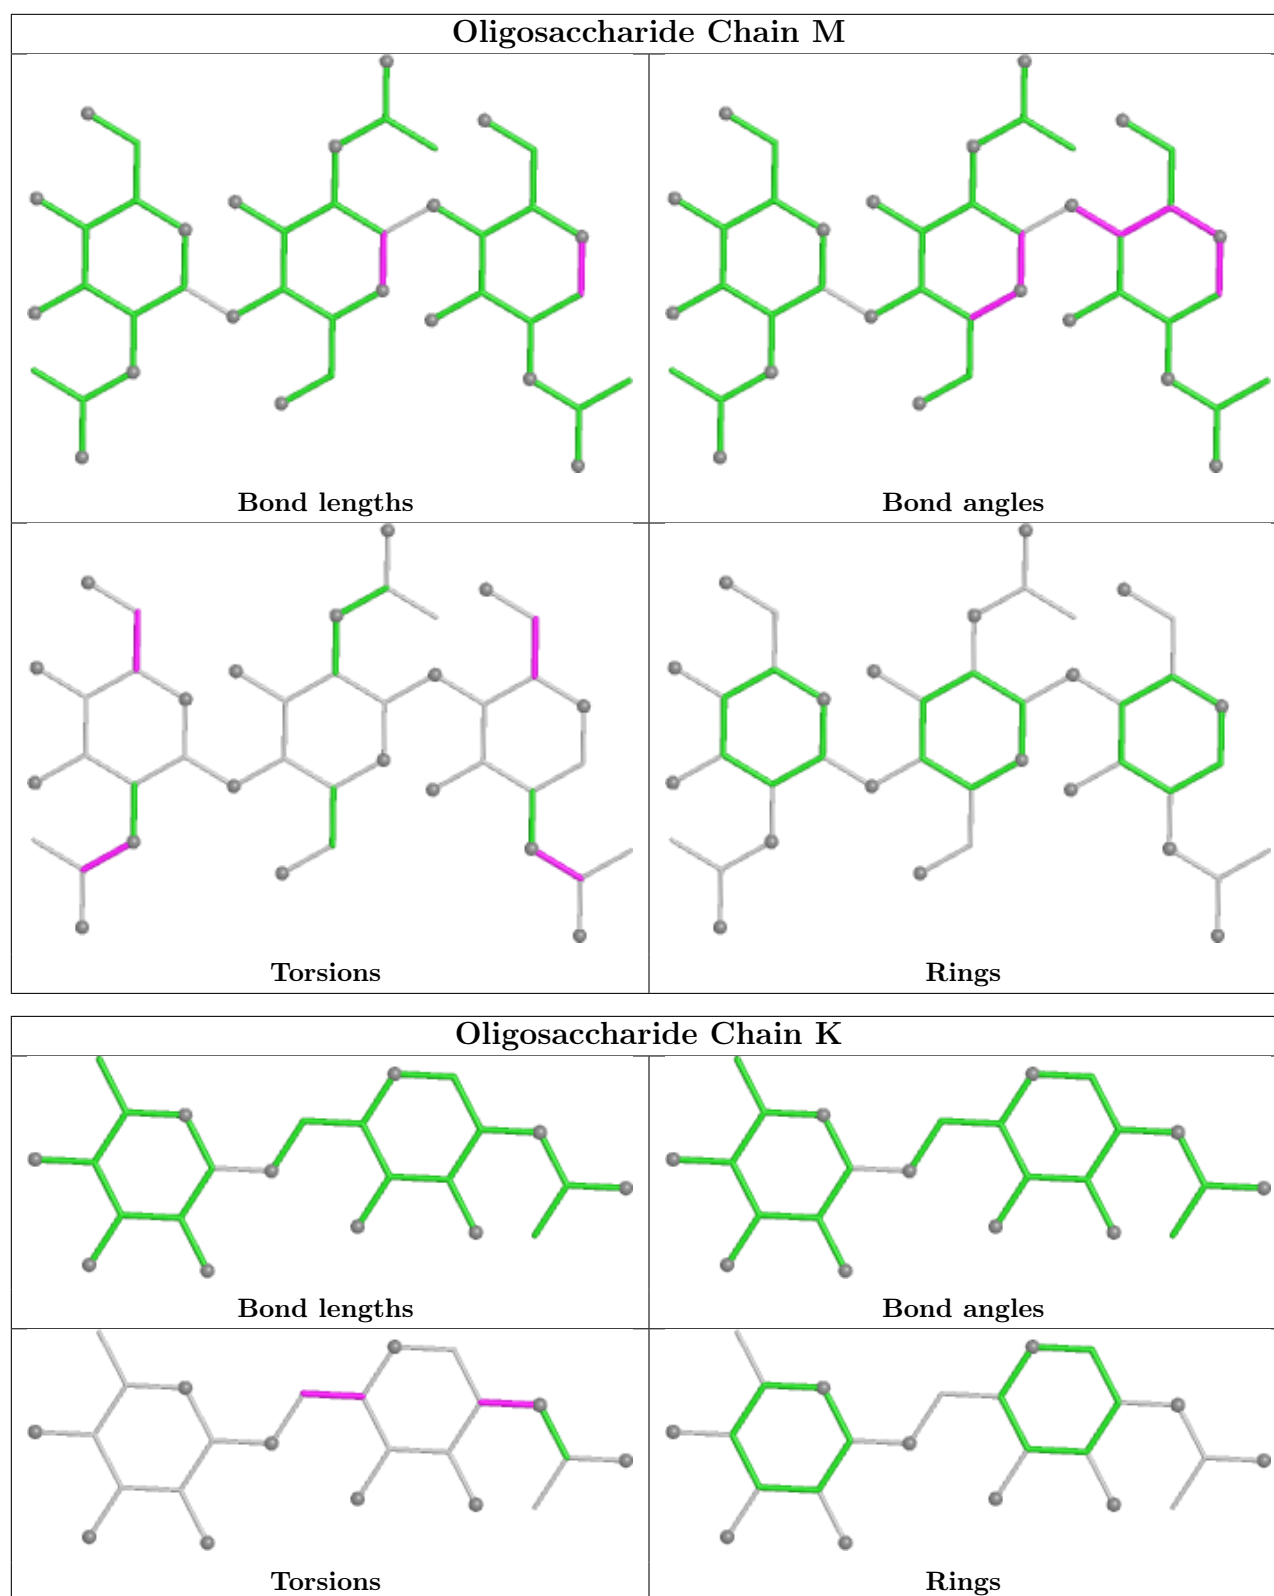 Oligosaccharide Chain M
Bond lengths
Bond angles
Torsions
Rings
Oligosaccharide Chain K
Bond lengths
Bond angles
Torsions
Rings